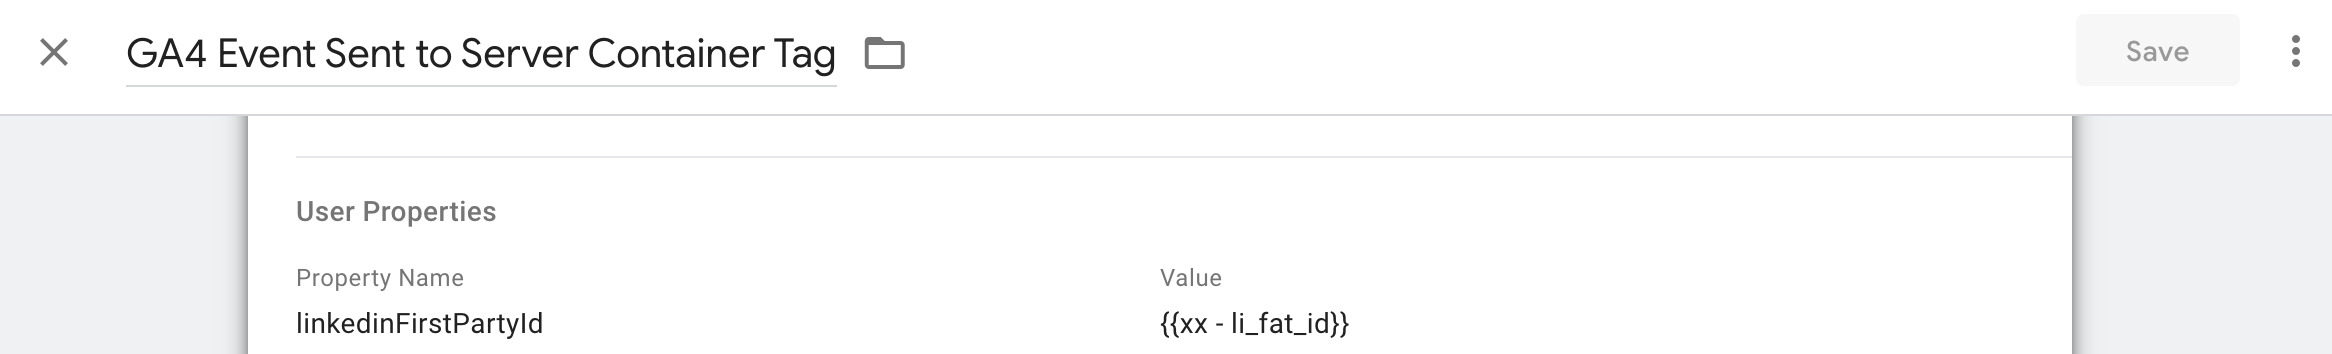 GA4 Event Sent to Server Container Tag
Save
User Properties
Property Name
Value
linkedinFirstPartyId
{{xx - li_fat_id}}